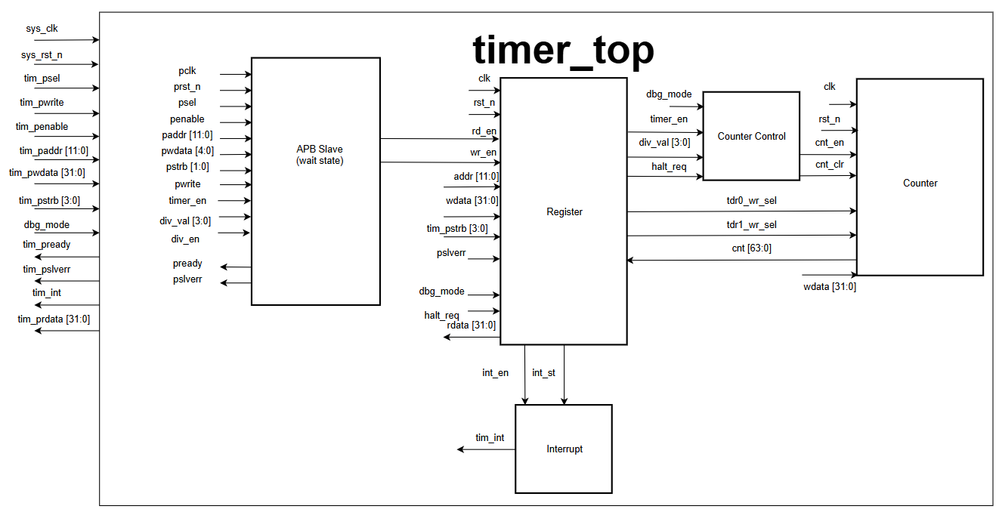 timer_top
sys_clk
sys_rst_n
tim_psel
tim_pwrite
tim_penable
tim_paddr [11:0]
tim_pwdata [31:0]
tim_pstrb [3:0]
dbg_mode
tim_pready
tim_pslverr
tim_int
tim_prdata [31:0]
pclk
prst_n
psel
penable
paddr [11:0]
pwdata [4:0]
pstrb [1:0]
pwrite
timer_en
div_val [3:0]
div_en
pready
pslverr
APB Slave
(wait state)
clk
rst_n
rd_en
wr_en
addr [11:0]
wdata [31:0]
tim_pstrb [3:0]
pslverr
dbg_mode
halt_req
rdata [31:0]
Register
dbg_mode
timer_en
div_val [3:0]
halt_req
Counter Control
clk
rst_n
cnt_en
cnt_clr
tdr0_wr_sel
tdr1_wr_sel
cnt [63:0]
wdata [31:0]
Counter
int_en
int_st
tim_int
Interrupt